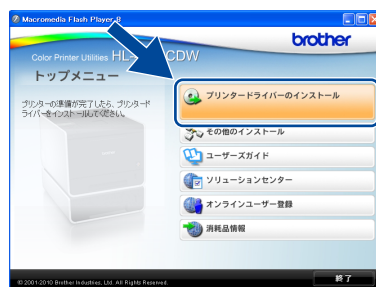 Macromedia Flash Player 8
brother
Color Printer Utilities HL- CDW
トップメニュー
プリンターの準備が完了したら、プリンタード
ライバーをインストールしてください。
プリンタードライバーのインストール
その他のインストール
ユーザーズガイド
ソリューションセンター
オンラインユーザー登録
消耗品情報
© 2001-2010 Brother Industries, Ltd. All Rights Reserved.
終了